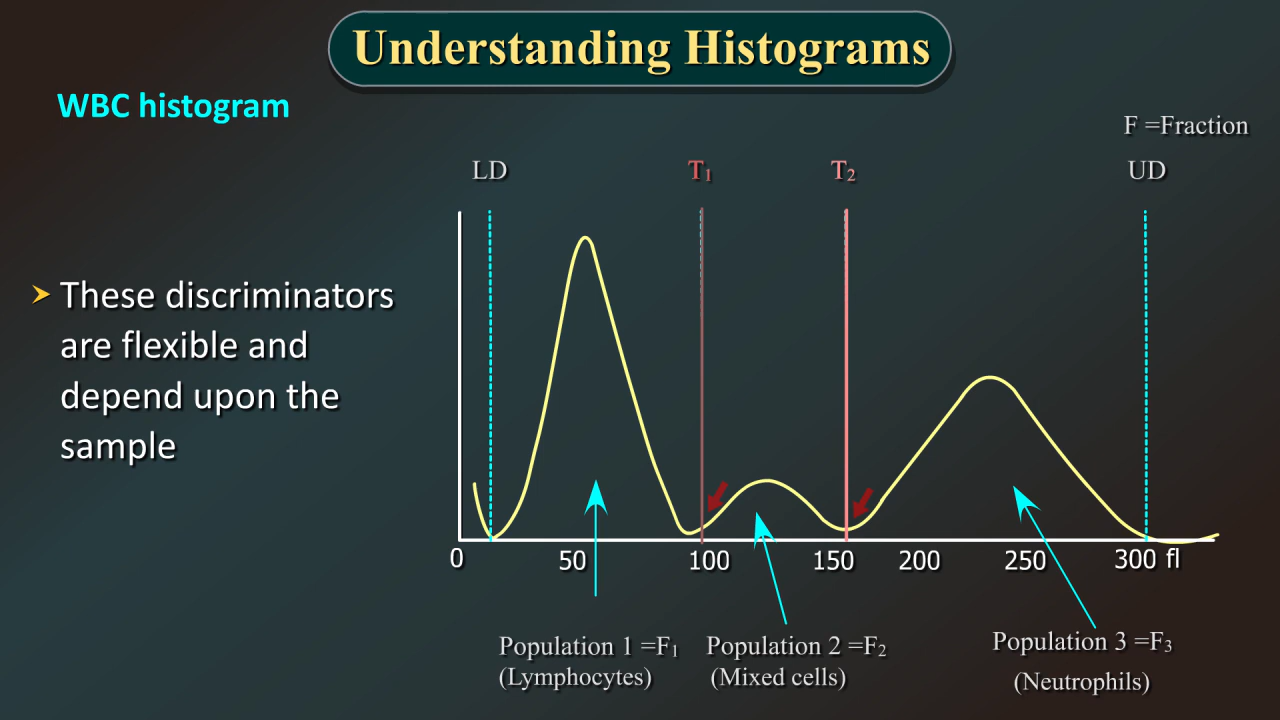 Understanding Histograms
WBC histogram
F =Fraction
LD T₁ T₂ UD
➤ These discriminators
are flexible and
depend upon the
sample
0 50 100 150 200 250 300 fl
Population 1 =F₁ Population 2 =F₂ Population 3 =F₃
(Lymphocytes) (Mixed cells) (Neutrophils)